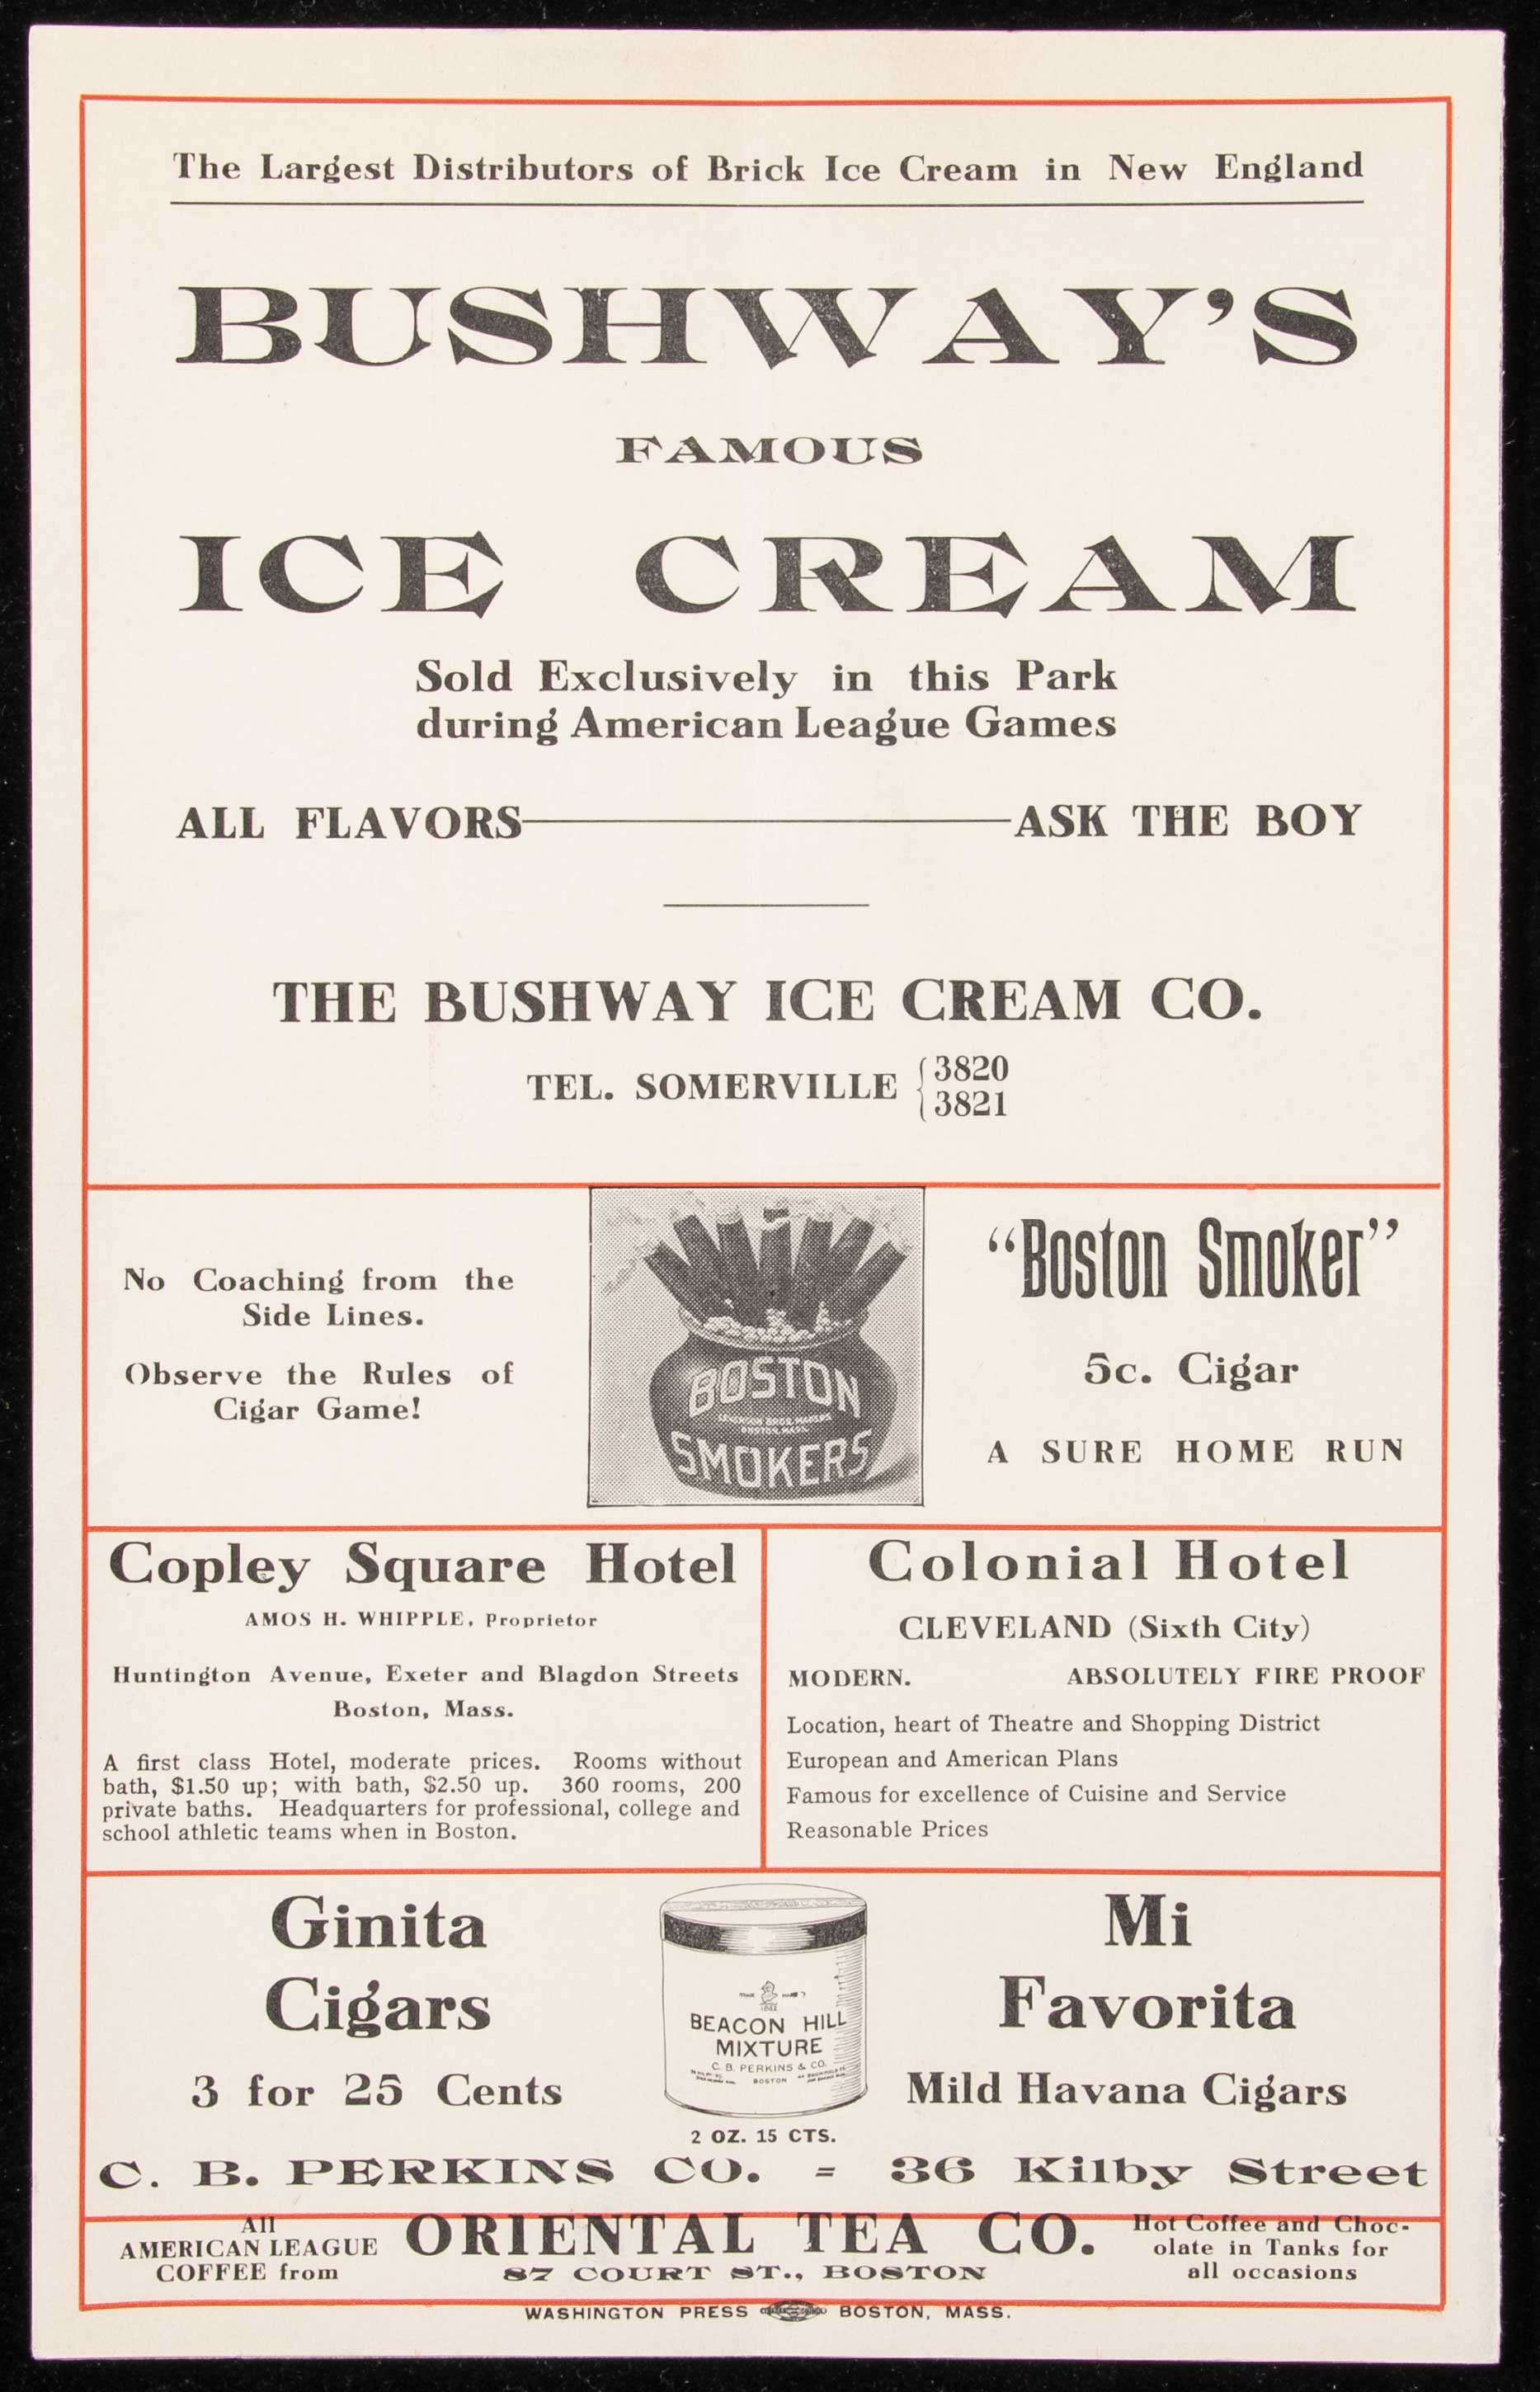 The Largest Distributors of Brick Ice Cream in New England
BUSHWAY'S
FAMOUS
ICE CREAM
Sold Exclusively in this Park
during American League Games
ALL FLAVORS—ASK THE BOY
THE BUSHWAY ICE CREAM CO.
TEL. SOMERVILLE { 3820
3821
No Coaching from the
Side Lines.
Observe the Rules of
Cigar Game!
BOSTON
LEVENSON BROS. MAKERS
BOSTON, MASS.
SMOKERS
“Boston Smoker”
5c. Cigar
A SURE HOME RUN
Copley Square Hotel
AMOS H. WHIPPLE, Proprietor
Huntington Avenue, Exeter and Blagdon Streets
Boston, Mass.
A first class Hotel, moderate prices. Rooms without
bath, $1.50 up; with bath, $2.50 up. 360 rooms, 200
private baths. Headquarters for professional, college and
school athletic teams when in Boston.
Colonial Hotel
CLEVELAND (Sixth City)
MODERN. ABSOLUTELY FIRE PROOF
Location, heart of Theatre and Shopping District
European and American Plans
Famous for excellence of Cuisine and Service
Reasonable Prices
Ginita
Cigars
3 for 25 Cents
TRADE MARK
BEACON HILL
MIXTURE
C. B. PERKINS & CO.
BOSTON
2 OZ. 15 CTS.
Mi
Favorita
Mild Havana Cigars
C. B. PERKINS CO. = 36 Kilby Street
All
AMERICAN LEAGUE
COFFEE from
ORIENTAL TEA CO.
87 COURT ST., BOSTON
Hot Coffee and Choc-
olate in Tanks for
all occasions
WASHINGTON PRESS BOSTON, MASS.